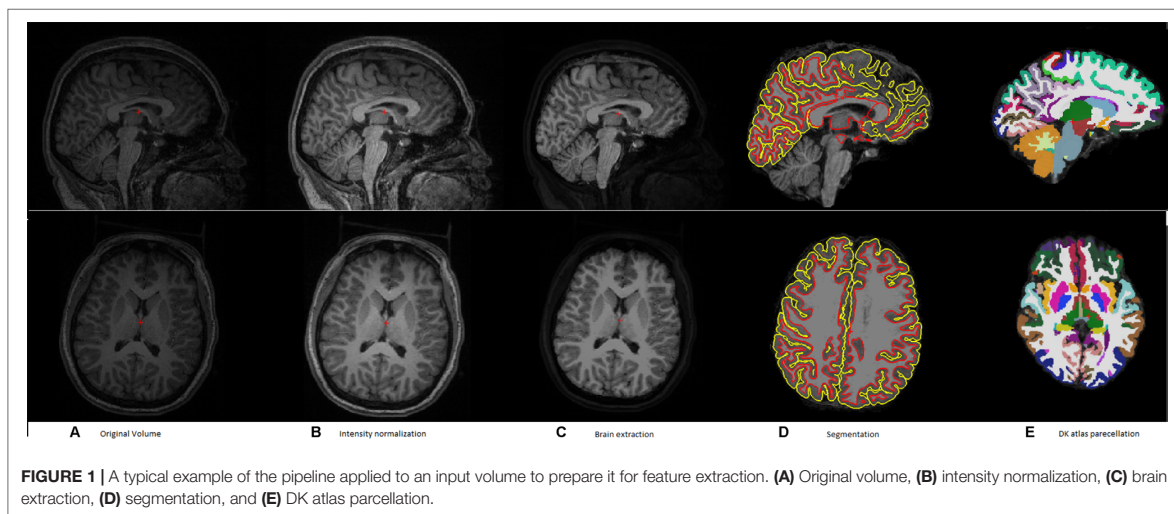 A Original Volume B Intensity normalization C Brain extraction D Segmentation E DK atlas parecellation
FIGURE 1 | A typical example of the pipeline applied to an input volume to prepare it for feature extraction. (A) Original volume, (B) intensity normalization, (C) brain
extraction, (D) segmentation, and (E) DK atlas parcellation.